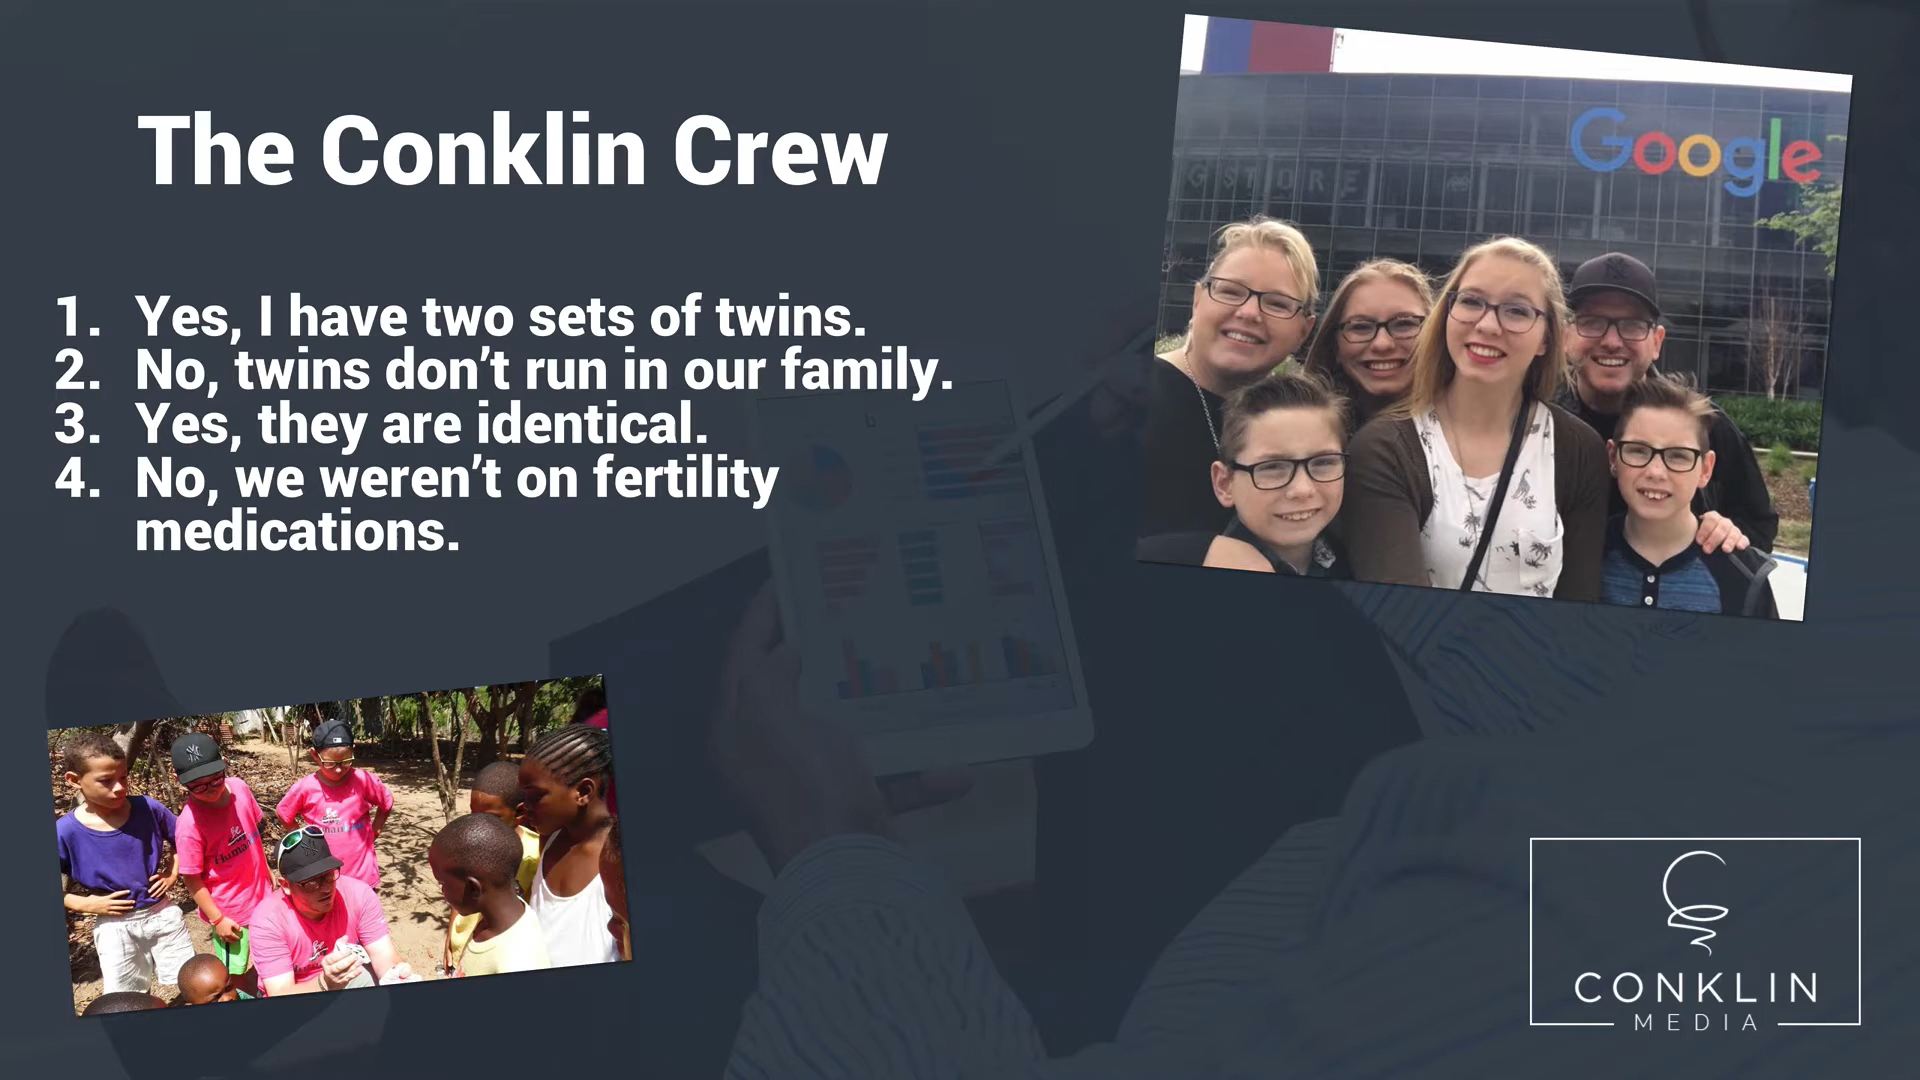 The Conklin Crew
1. Yes, I have two sets of twins.
2. No, twins don’t run in our family.
3. Yes, they are identical.
4. No, we weren’t on fertility
medications.
Google
G STORE
CONKLIN
MEDIA